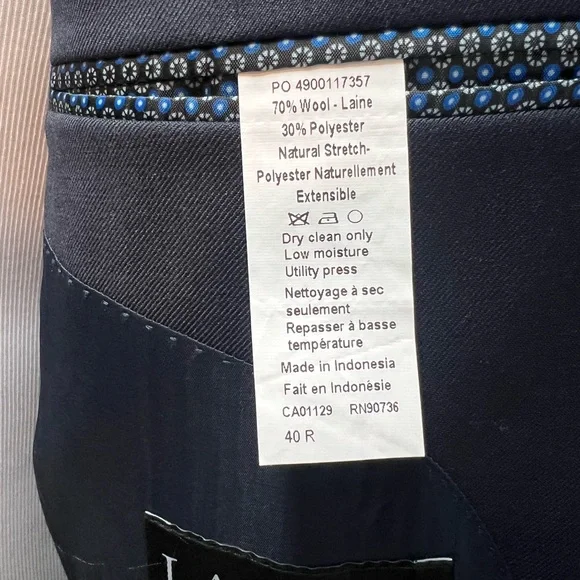 PO 4900117357
70% Wool - Laine
30% Polyester
Natural Stretch-
Polyester Naturellement
Extensible
Dry clean only
Low moisture
Utility press
Nettoyage à sec
seulement
Repasser à basse
température
Made in Indonesia
Fait en Indonésie
CA01129 RN90736
40 R